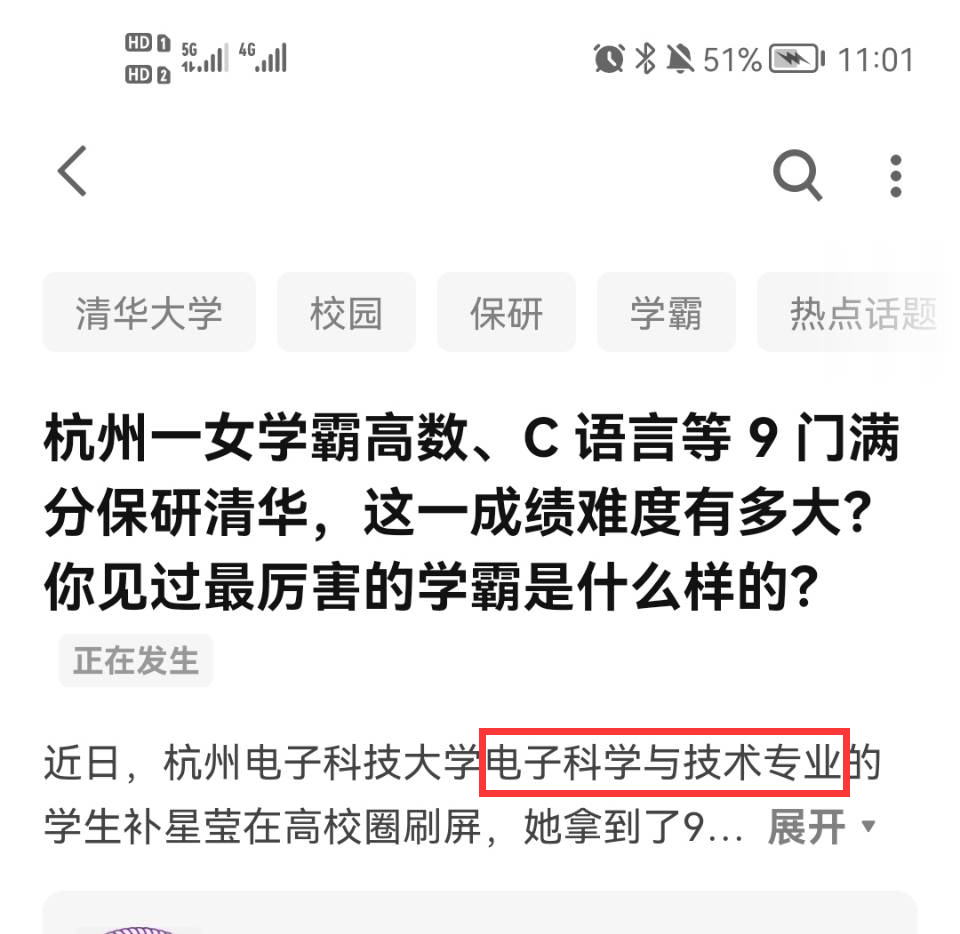 HD 1 5G 4G 51% 11:01
HD 2
清华大学 校园 保研 学霸 热点话题
杭州一女学霸高数、C 语言等 9 门满
分保研清华，这一成绩难度有多大？
你见过最厉害的学霸是什么样的？
正在发生
近日，杭州电子科技大学电子科学与技术专业的
学生补星莹在高校圈刷屏，她拿到了9... 展开